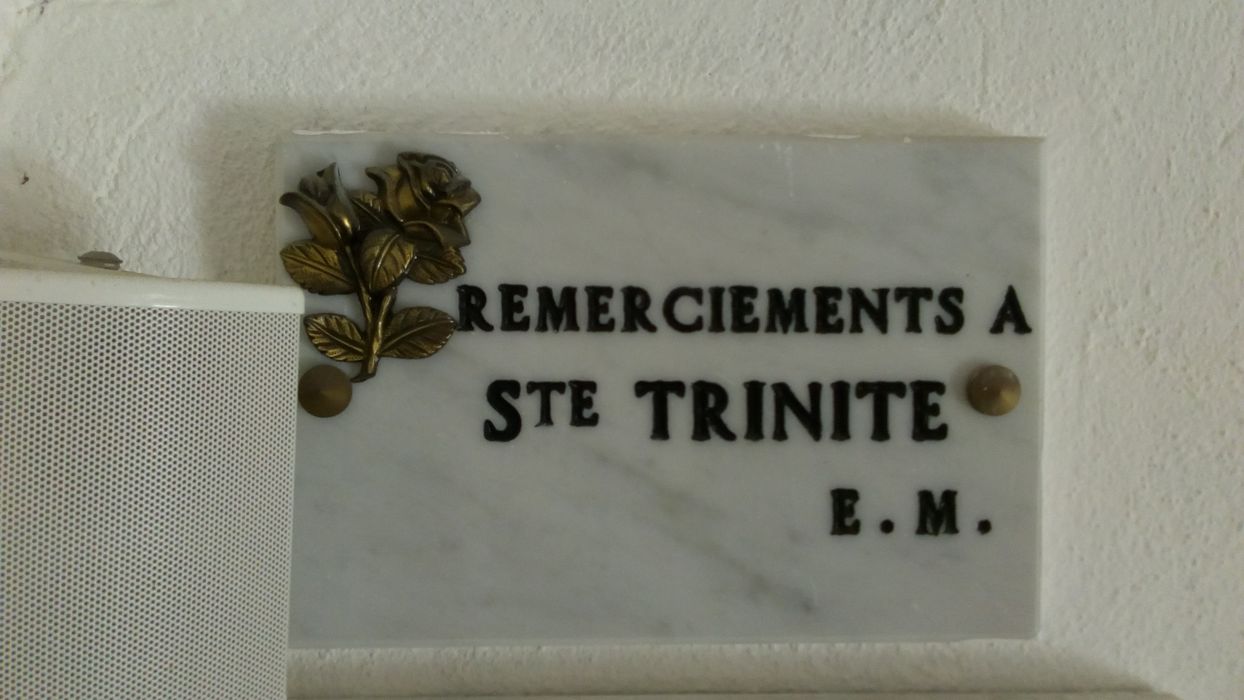 REMERCIEMENTS A
STE TRINITE
E.M.